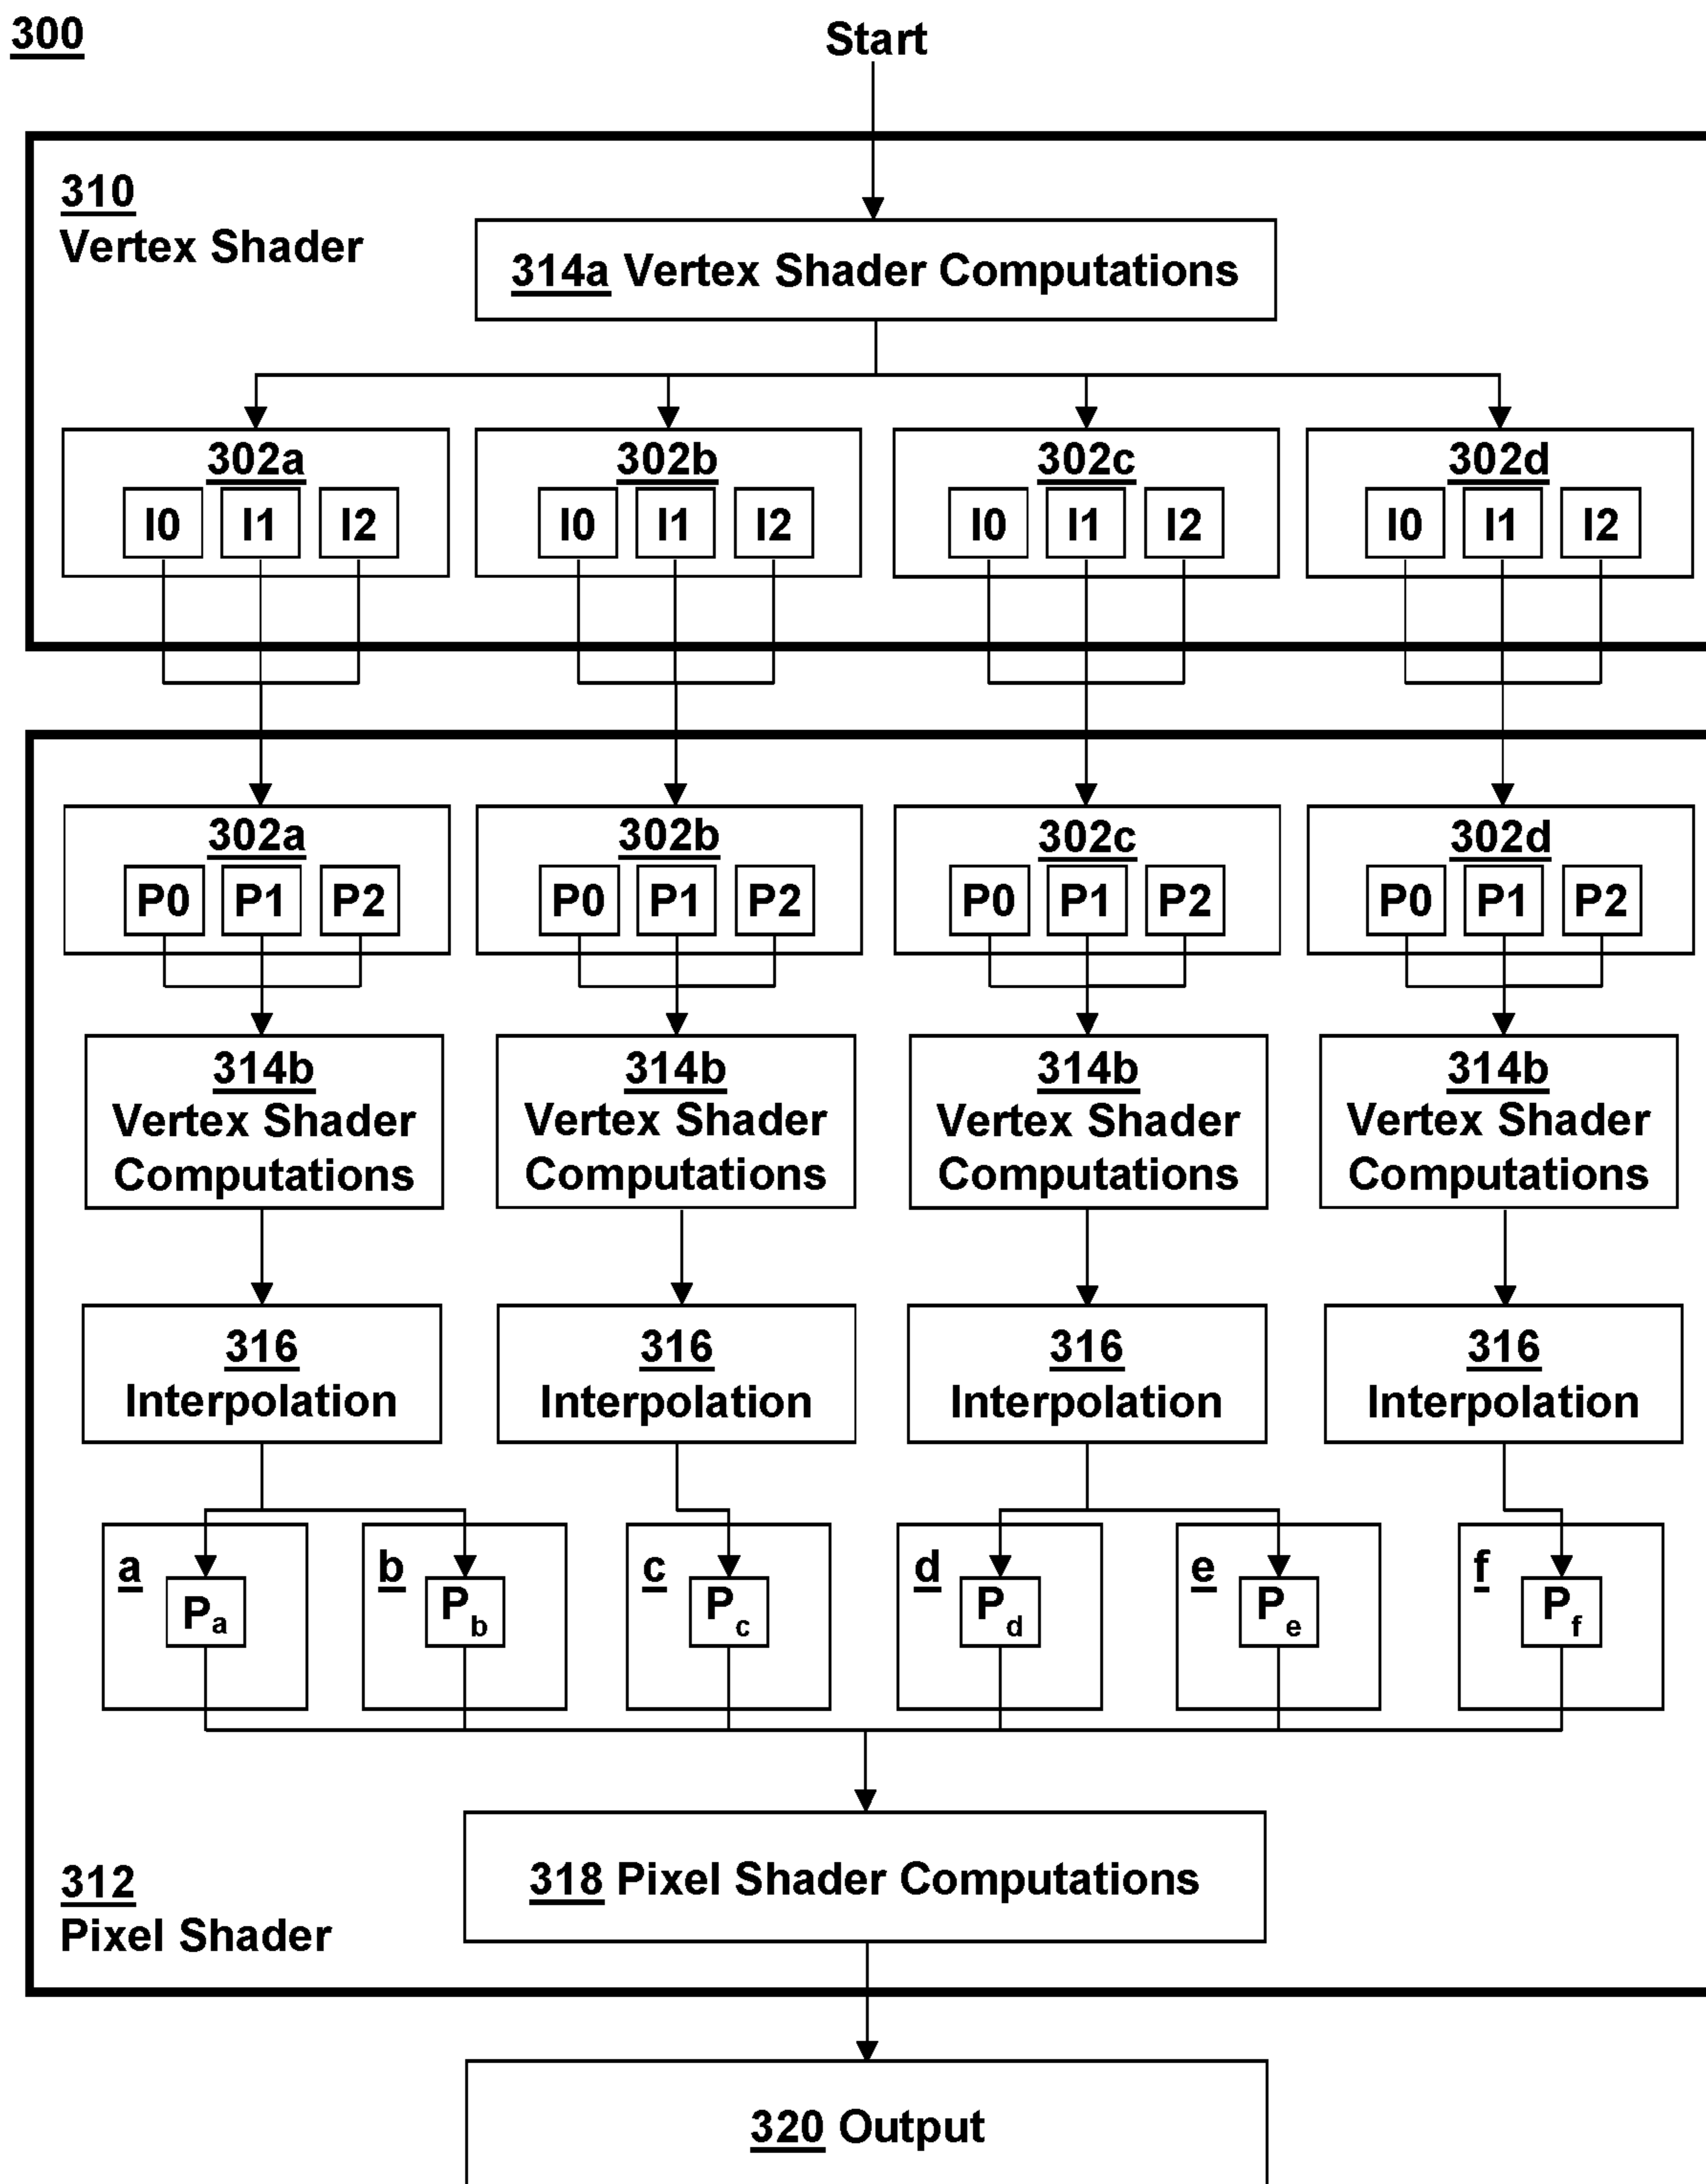 300
Start
310
Vertex Shader
314a Vertex Shader Computations
302a 302b 302c 302d
I0 I1 I2 I0 I1 I2 I0 I1 I2 I0 I1 I2
302a 302b 302c 302d
P0 P1 P2 P0 P1 P2 P0 P1 P2 P0 P1 P2
314b 314b 314b 314b
Vertex Shader Vertex Shader Vertex Shader Vertex Shader
Computations Computations Computations Computations
316 316 316 316
Interpolation Interpolation Interpolation Interpolation
a b c d e f
Pa Pb Pc Pd Pe Pf
318 Pixel Shader Computations
312
Pixel Shader
320 Output